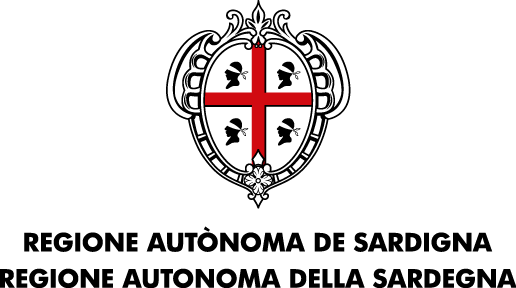 REGIONE AUTÒNOMA DE SARDIGNA
REGIONE AUTONOMA DELLA SARDEGNA